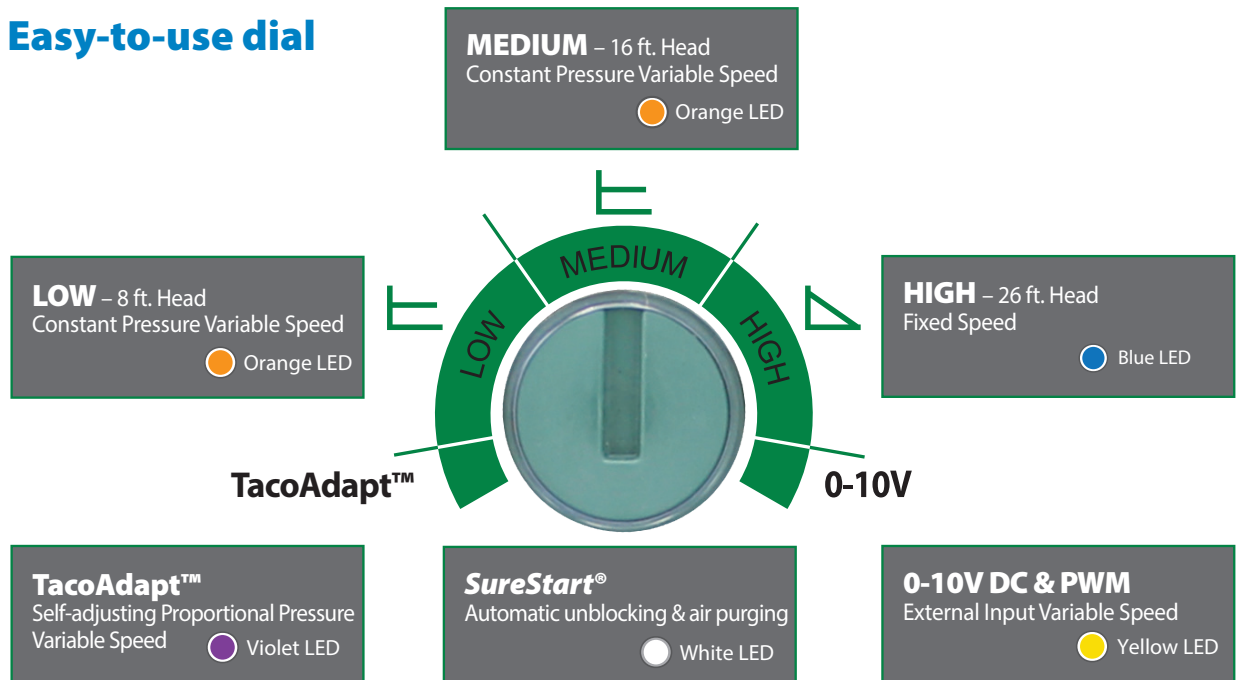 Easy-to-use dial
MEDIUM – 16 ft. Head
Constant Pressure Variable Speed
Orange LED
LOW – 8 ft. Head
Constant Pressure Variable Speed
Orange LED
LOW
MEDIUM
HIGH
HIGH – 26 ft. Head
Fixed Speed
Blue LED
TacoAdapt™
0-10V
TacoAdapt™
Self-adjusting Proportional Pressure
Variable Speed
Violet LED
SureStart®
Automatic unblocking & air purging
White LED
0-10V DC & PWM
External Input Variable Speed
Yellow LED